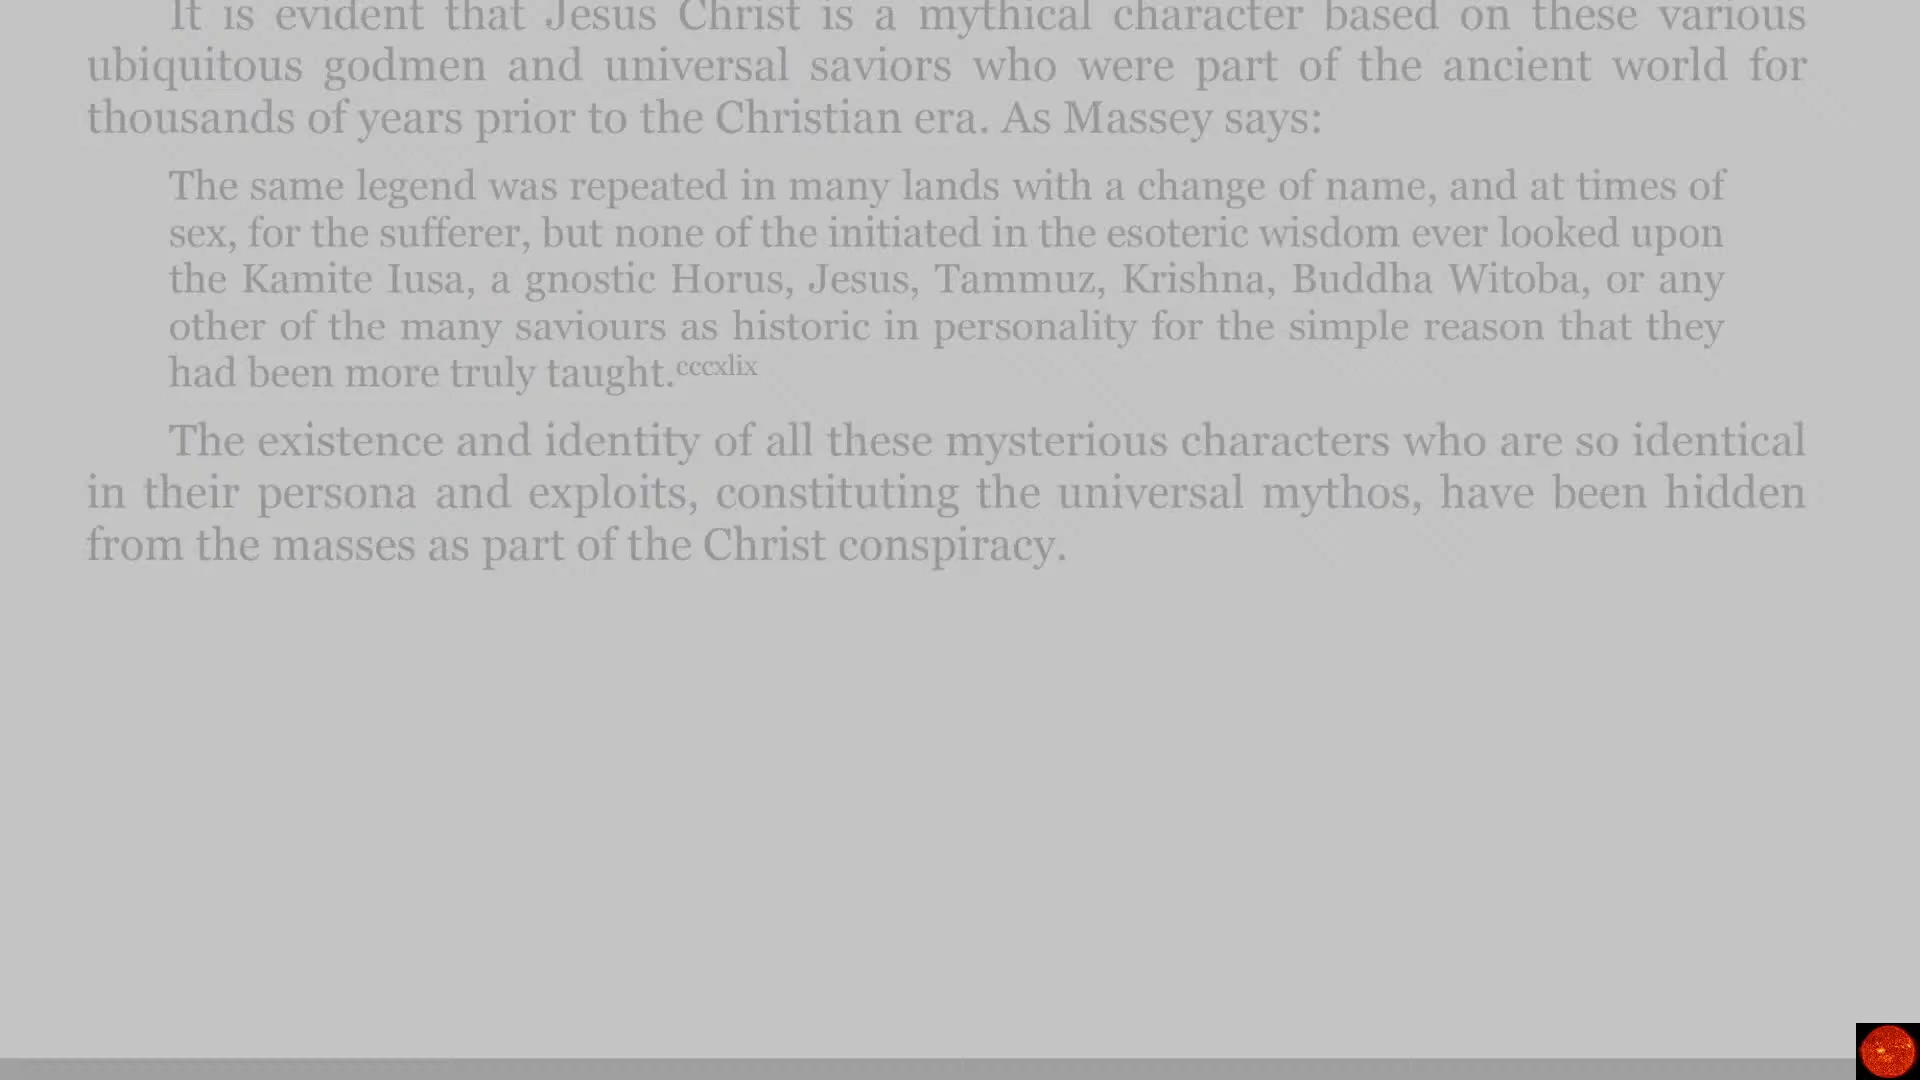 It is evident that Jesus Christ is a mythical character based on these various
ubiquitous godmen and universal saviors who were part of the ancient world for
thousands of years prior to the Christian era. As Massey says:
The same legend was repeated in many lands with a change of name, and at times of
sex, for the sufferer, but none of the initiated in the esoteric wisdom ever looked upon
the Kamite Iusa, a gnostic Horus, Jesus, Tammuz, Krishna, Buddha Witoba, or any
other of the many saviours as historic in personality for the simple reason that they
had been more truly taught.cccxlix
The existence and identity of all these mysterious characters who are so identical
in their persona and exploits, constituting the universal mythos, have been hidden
from the masses as part of the Christ conspiracy.